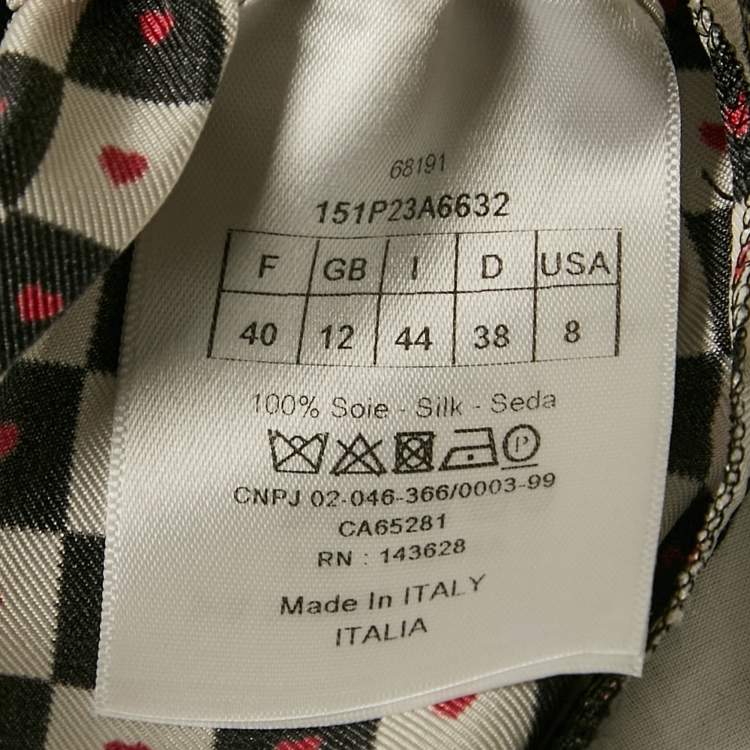 68191
151P23A6632
F GB I D USA
40 12 44 38 8
100% Soie - Silk - Seda
P
CNPJ 02-046-366/0003-99
CA65281
RN : 143628
Made In ITALY
ITALIA